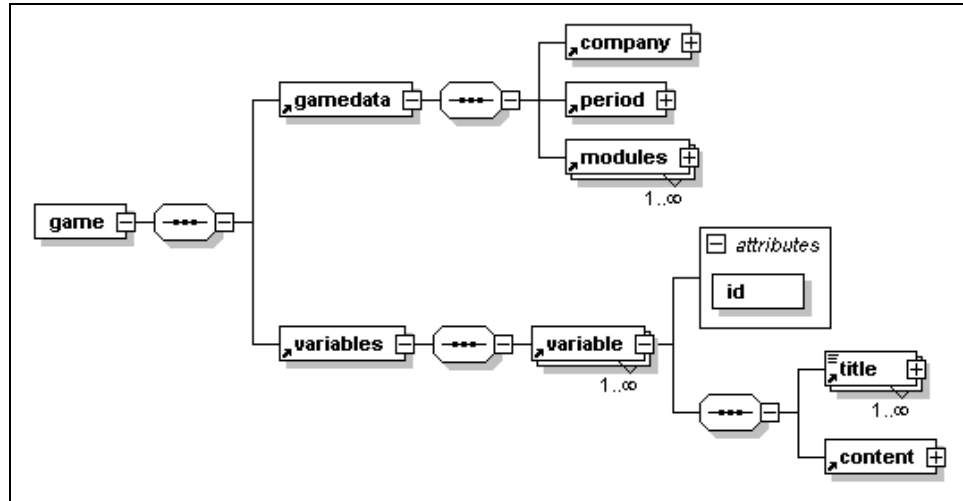 company
gamedata
period
modules
1..∞
game
attributes
id
variables
variable
1..∞
title
1..∞
content